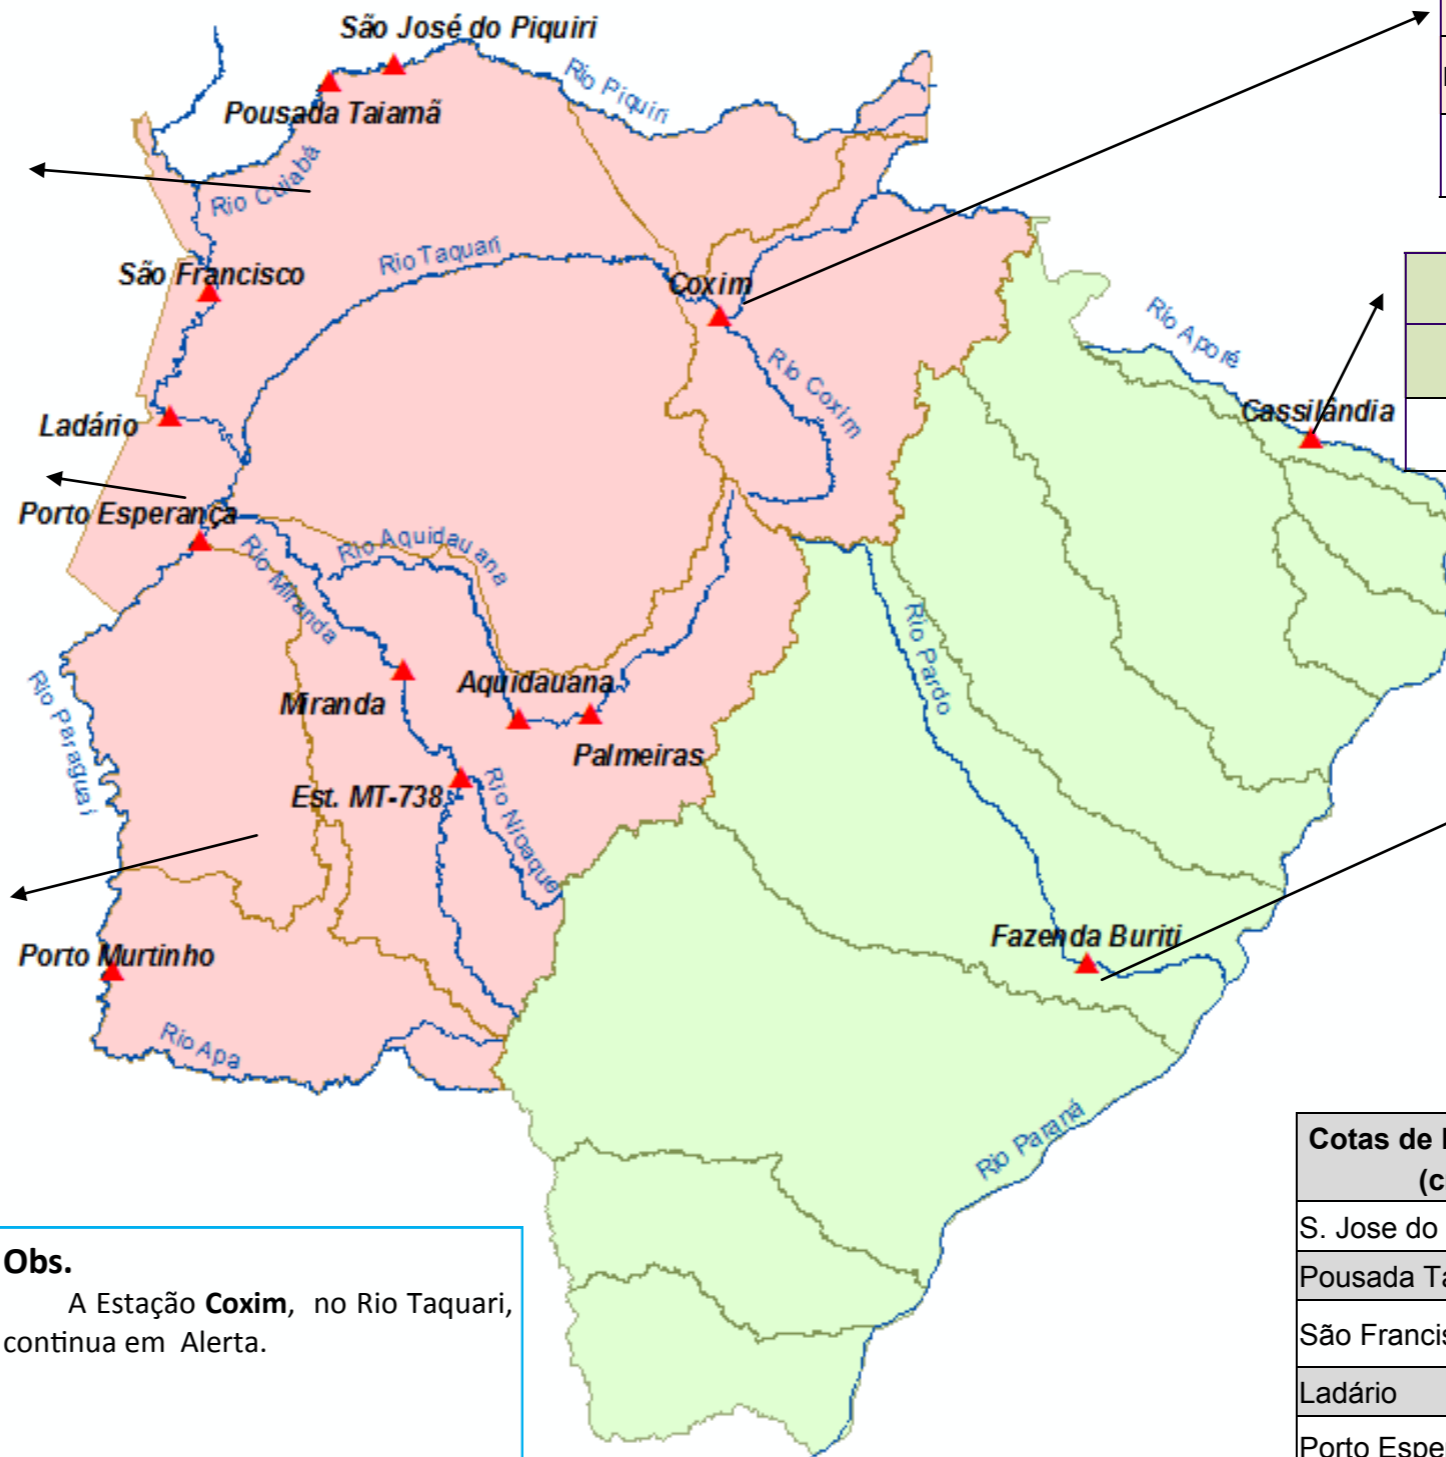 São José do Piquiri
Rio Piquiri
Pousada Taiamã
Rio Cuiabá
Rio Taquari
São Francisco
Coxim
Rio Aporé
Rio Coxim
Cassilândia
Ladário
Porto Esperança
Rio Aquidauana
Rio Miranda
Rio Pardo
Rio Paraguai
Aquidauana
Miranda
Palmeiras
Est. MT-738
Rio Nioaque
Fazenda Buriti
Porto Murtinho
Rio Apa
Rio Paraná
Obs.
A Estação Coxim, no Rio Taquari,
continua em Alerta.
Cotas de
(c
S. Jose do
Pousada Ta
São Francis
Ladário
Porto Espe